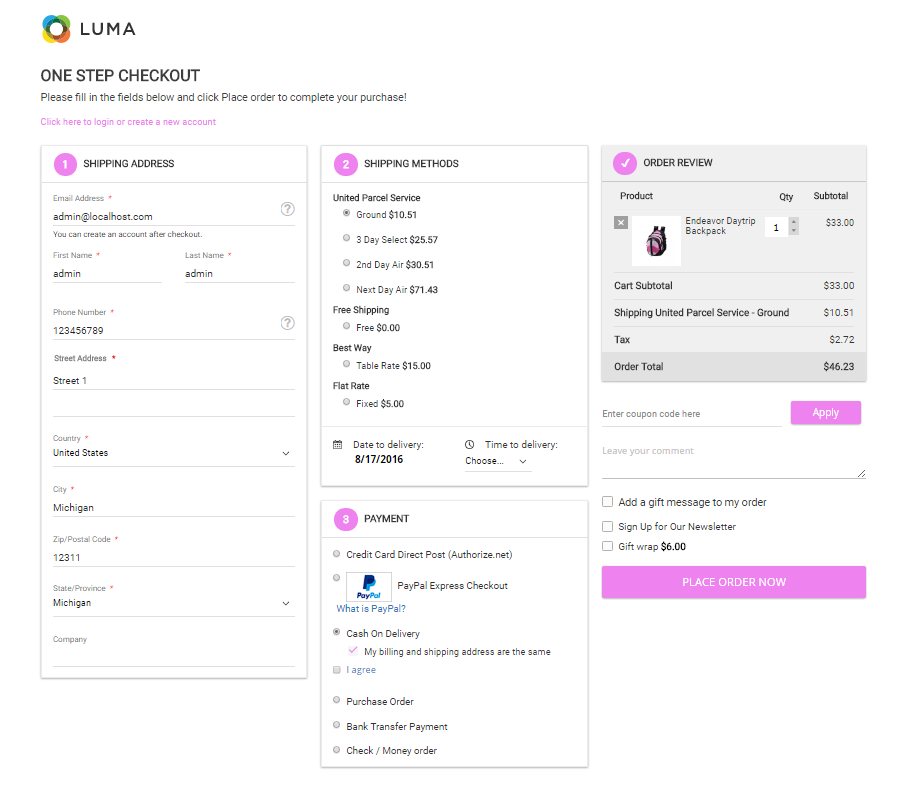 LUMA
ONE STEP CHECKOUT
Please fill in the fields below and click Place order to complete your purchase!
Click here to login or create a new account
1 SHIPPING ADDRESS
Email Address *
admin@localhost.com
?
You can create an account after checkout.
First Name * Last Name *
admin admin
Phone Number *
123456789
?
Street Address *
Street 1
Country *
United States
City *
Michigan
Zip/Postal Code *
12311
State/Province *
Michigan
Company
2 SHIPPING METHODS
United Parcel Service
Ground $10.51
3 Day Select $25.57
2nd Day Air $30.51
Next Day Air $71.43
Free Shipping
Free $0.00
Best Way
Table Rate $15.00
Flat Rate
Fixed $5.00
Date to delivery: Time to delivery:
8/17/2016 Choose...
3 PAYMENT
Credit Card Direct Post (Authorize.net)
PayPal PayPal Express Checkout
What is PayPal?
Cash On Delivery
My billing and shipping address are the same
I agree
Purchase Order
Bank Transfer Payment
Check / Money order
ORDER REVIEW
Product Qty Subtotal
Endeavor Daytrip
Backpack
1 $33.00
Cart Subtotal $33.00
Shipping United Parcel Service - Ground $10.51
Tax $2.72
Order Total $46.23
Enter coupon code here Apply
Leave your comment
Add a gift message to my order
Sign Up for Our Newsletter
Gift wrap $6.00
PLACE ORDER NOW